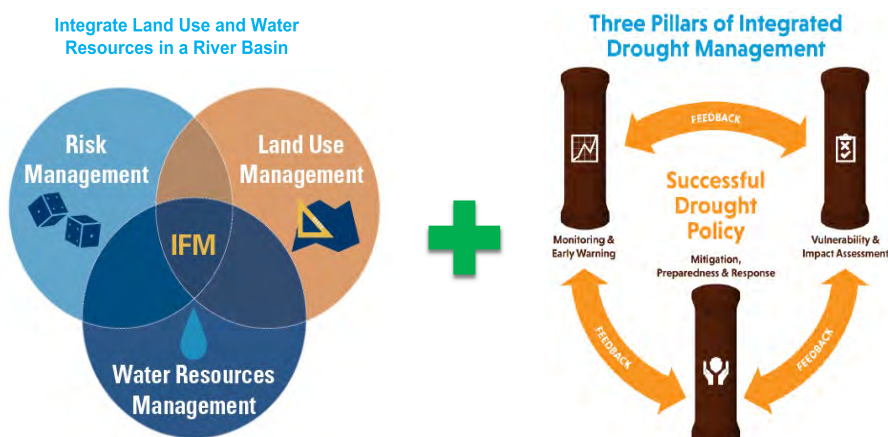 Integrate Land Use and Water
Resources in a River Basin
Risk
Management
Land Use
Management
IFM
Water Resources
Management
Three Pillars of Integrated
Drought Management
FEEDBACK
Successful
Drought
Policy
Monitoring &
Early Warning
Vulnerability &
Impact Assessment
Mitigation,
Preparedness & Response
FEEDBACK
FEEDBACK